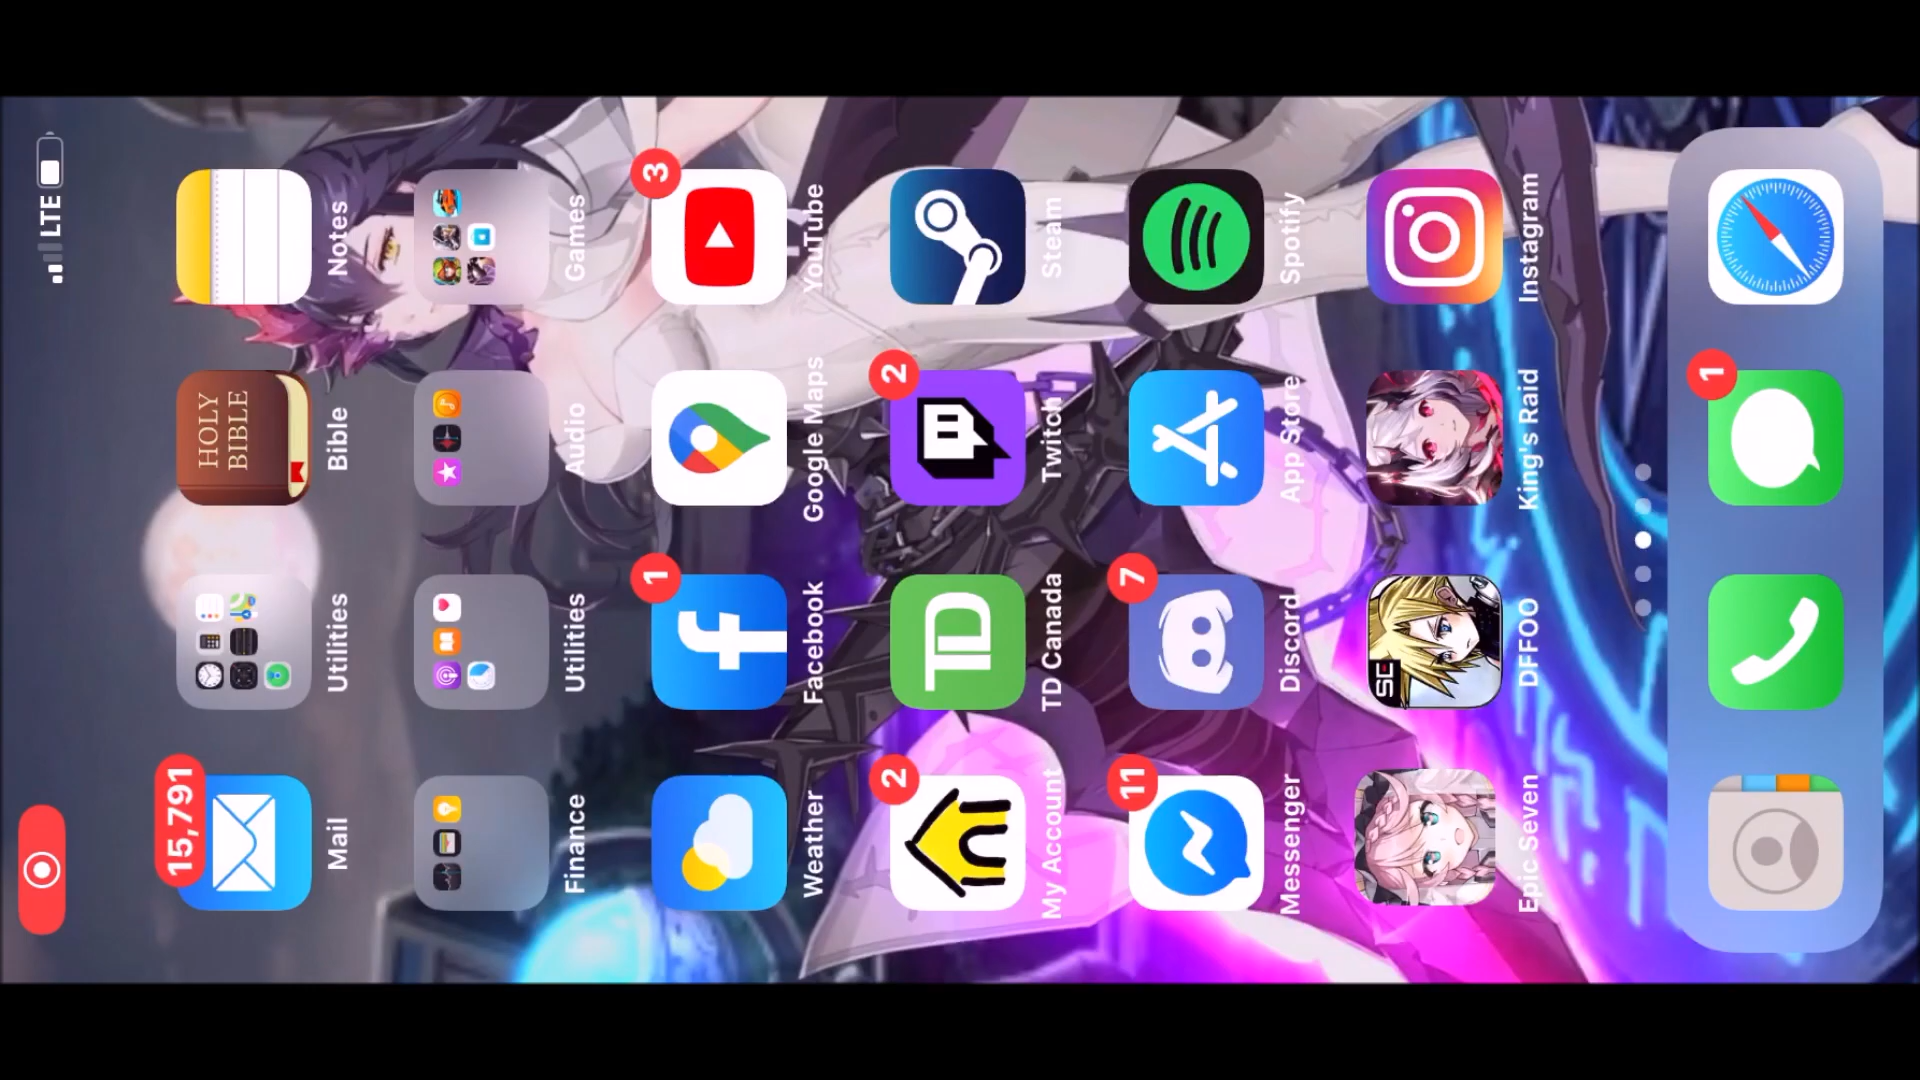 LTE
15,791
HOLY
BIBLE
Mail Utilities Bible Notes
Finance Utilities Audio Games
1 3
Weather Facebook Google Maps YouTube
2 2
TD
My Account TD Canada Twitch Steam
11 7
Messenger Discord App Store Spotify
Epic Seven DFFOO King's Raid Instagram
1